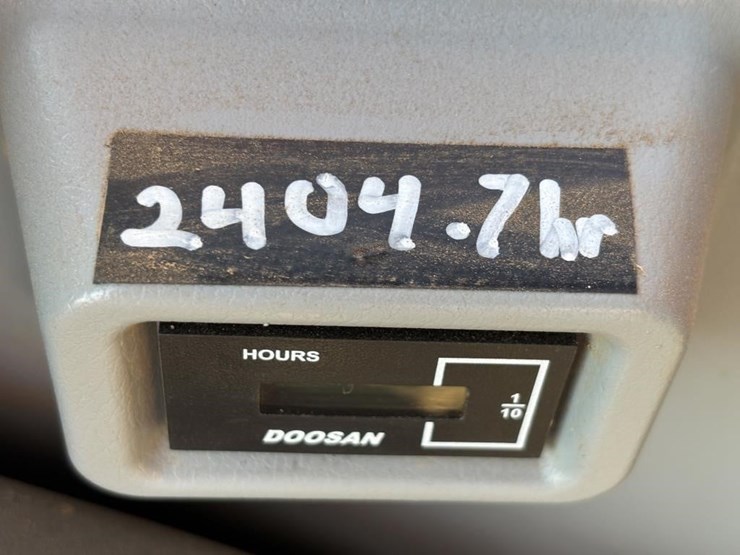 2404.7hr
HOURS
1
10
DOOSAN